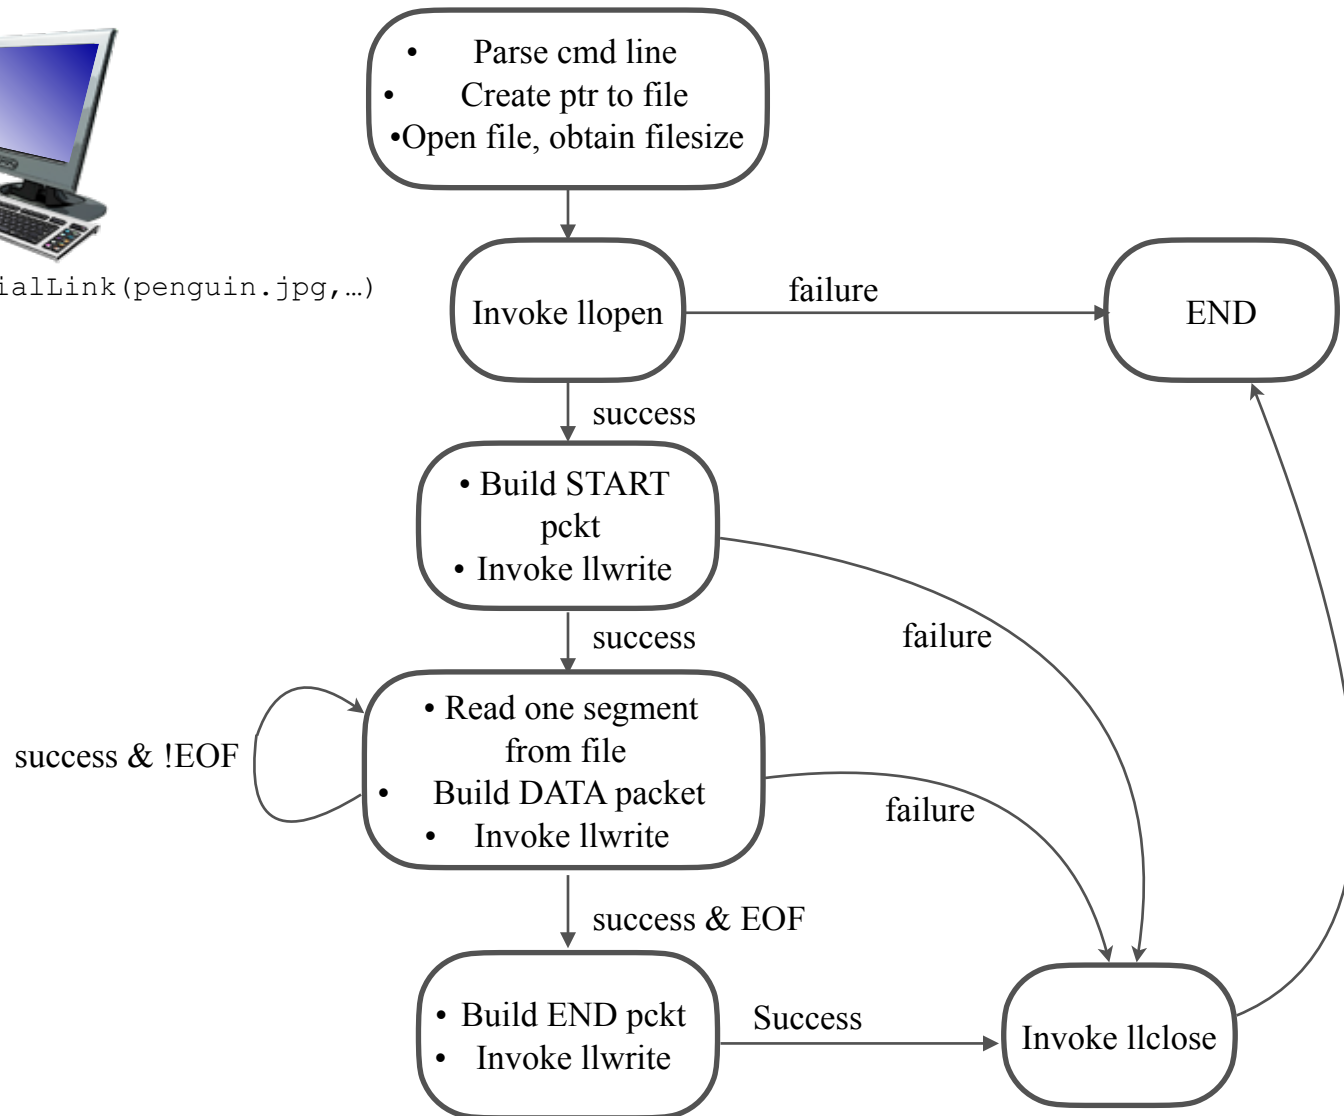 • Parse cmd line
• Create ptr to file
•Open file, obtain filesize
ialLink(penguin.jpg,…)
Invoke llopen
failure
END
success
• Build START
pckt
• Invoke llwrite
success
failure
• Read one segment
from file
• Build DATA packet
• Invoke llwrite
success & !EOF
failure
success & EOF
• Build END pckt
• Invoke llwrite
Success
Invoke llclose